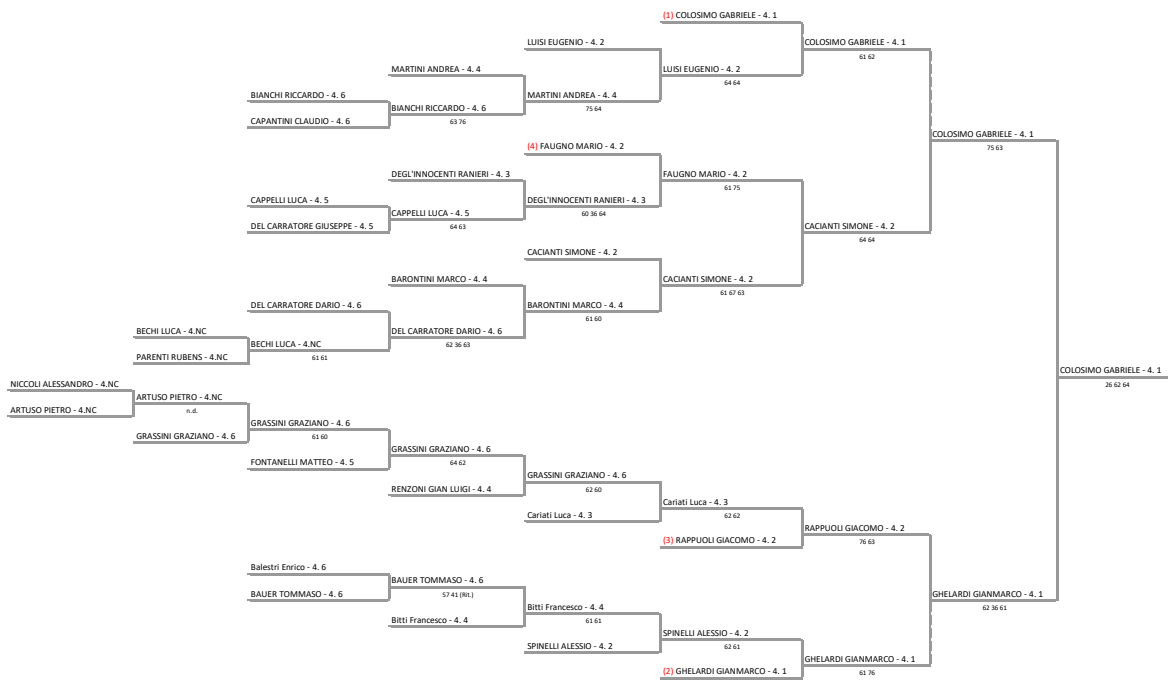 (1) COLOSIMO GABRIELE - 4. 1
LUISI EUGENIO - 4. 2
COLOSIMO GABRIELE - 4. 1
61 62
MARTINI ANDREA - 4. 4
LUISI EUGENIO - 4. 2
64 64
BIANCHI RICCARDO - 4. 6
MARTINI ANDREA - 4. 4
75 64
BIANCHI RICCARDO - 4. 6
63 76
CAPANTINI CLAUDIO - 4. 6
COLOSIMO GABRIELE - 4. 1
75 63
(4) FAUGNO MARIO - 4. 2
DEGL'INNOCENTI RANIERI - 4. 3
FAUGNO MARIO - 4. 2
61 75
CAPPELLI LUCA - 4. 5
DEGL'INNOCENTI RANIERI - 4. 3
60 36 64
CAPPELLI LUCA - 4. 5
64 63
DEL CARRATORE GIUSEPPE - 4. 5
CACIANTI SIMONE - 4. 2
64 64
CACIANTI SIMONE - 4. 2
BARONTINI MARCO - 4. 4
CACIANTI SIMONE - 4. 2
61 67 63
DEL CARRATORE DARIO - 4. 6
BARONTINI MARCO - 4. 4
61 60
BECHI LUCA - 4.NC
DEL CARRATORE DARIO - 4. 6
62 36 63
BECHI LUCA - 4.NC
61 61
PARENTI RUBENS - 4.NC
COLOSIMO GABRIELE - 4. 1
26 62 64
NICCOLI ALESSANDRO - 4.NC
ARTUSO PIETRO - 4.NC
n.d.
ARTUSO PIETRO - 4.NC
GRASSINI GRAZIANO - 4. 6
61 60
GRASSINI GRAZIANO - 4. 6
GRASSINI GRAZIANO - 4. 6
64 62
FONTANELLI MATTEO - 4. 5
GRASSINI GRAZIANO - 4. 6
62 60
RENZONI GIAN LUIGI - 4. 4
Cariati Luca - 4. 3
62 62
Cariati Luca - 4. 3
RAPPUOLI GIACOMO - 4. 2
76 63
(3) RAPPUOLI GIACOMO - 4. 2
Balestri Enrico - 4. 6
BAUER TOMMASO - 4. 6
57 41 (Rit.)
BAUER TOMMASO - 4. 6
GHELARDI GIANMARCO - 4. 1
62 36 61
Bitti Francesco - 4. 4
61 61
Bitti Francesco - 4. 4
SPINELLI ALESSIO - 4. 2
62 61
SPINELLI ALESSIO - 4. 2
GHELARDI GIANMARCO - 4. 1
61 76
(2) GHELARDI GIANMARCO - 4. 1